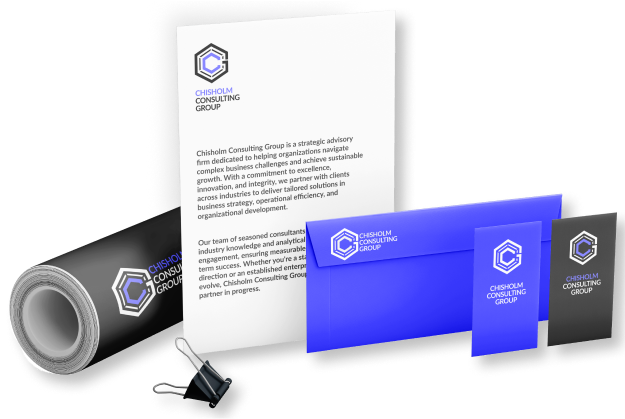 CHISHOLM
CONSULTING
GROUP
Chisholm Consulting Group is a strategic advisory
firm dedicated to helping organizations navigate
complex business challenges and achieve sustainable
growth. With a commitment to excellence,
innovation, and integrity, we partner with clients
across industries to deliver tailored solutions in
business strategy, operational efficiency, and
organizational development.
Our team of seasoned consultants
industry knowledge and analytical
engagement, ensuring measurable
term success. Whether you're a
direction or an established
evolve, Chisholm Consulting Group
partner in progress.
CHISHOLM
CONSULTING
GROUP
CHISHOLM
CONSULTING
GROUP
CHISHOLM
CONSULTING
GROUP
CHISHOLM
CONSULTING
GROUP